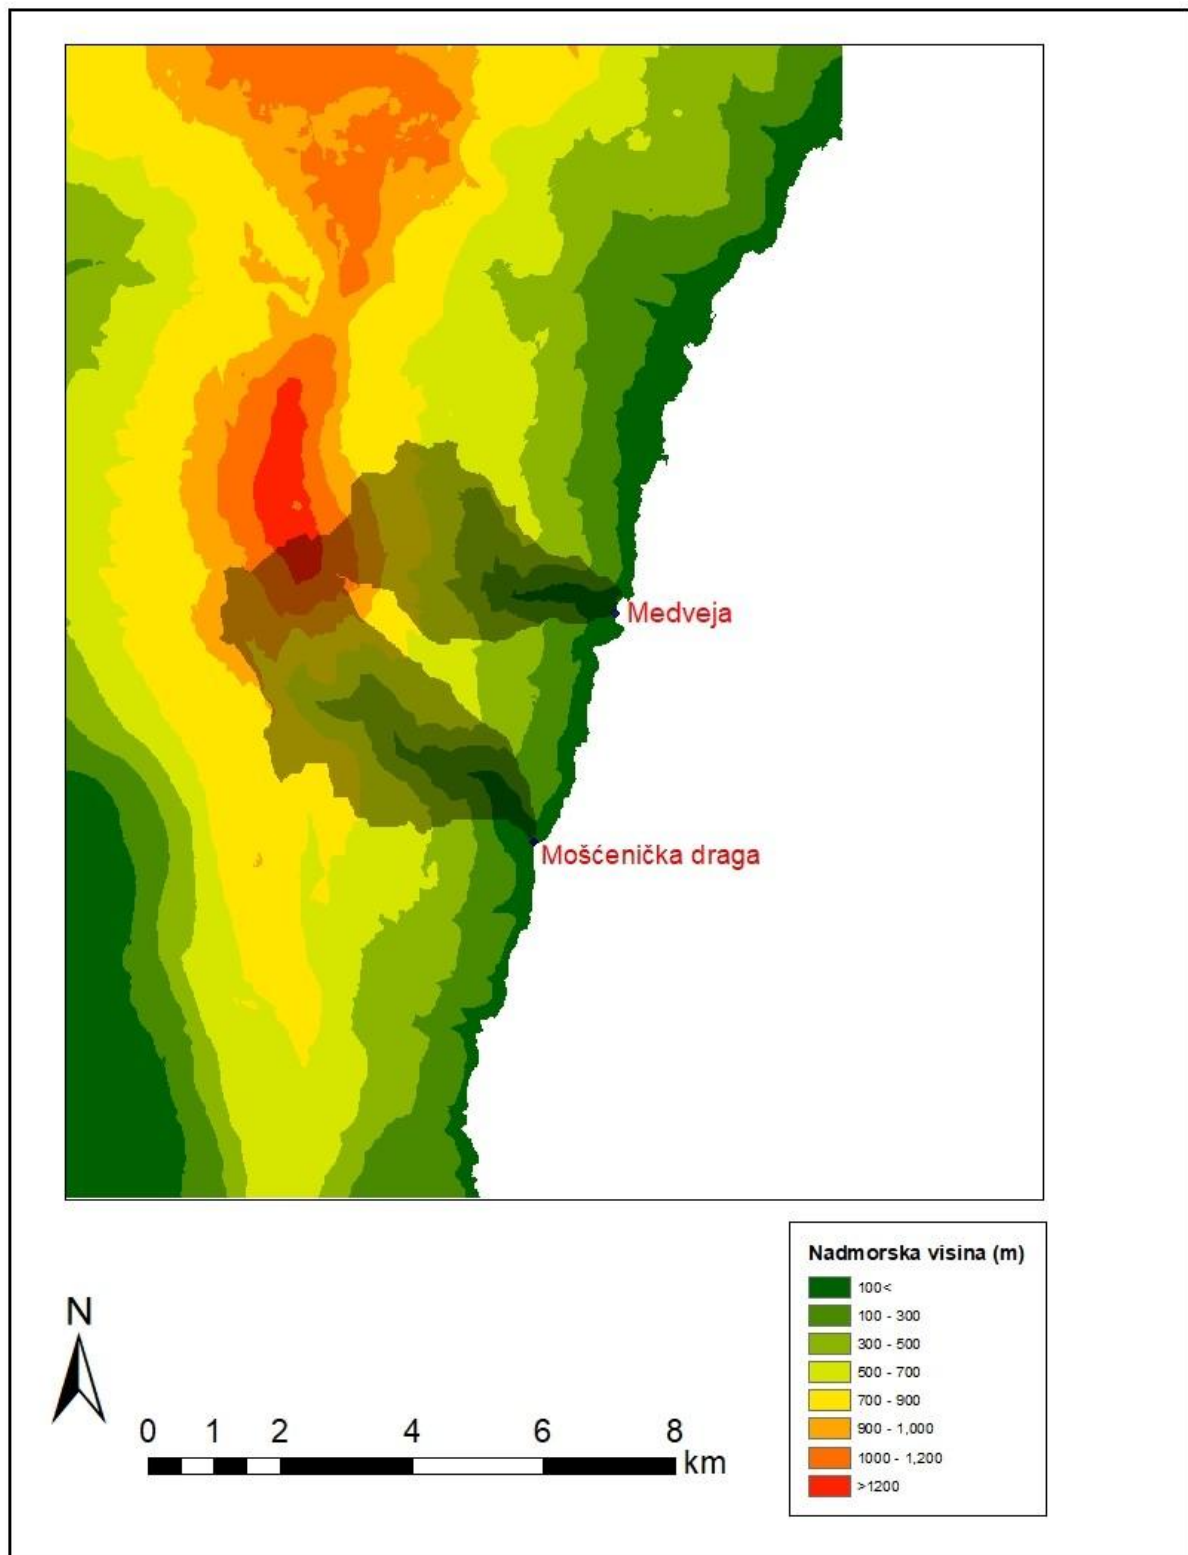 Medveja
Mošćenička draga
Nadmorska visina (m)
100<
100 - 300
300 - 500
500 - 700
700 - 900
900 - 1,000
1000 - 1,200
>1200
N
0 1 2 4 6 8
km